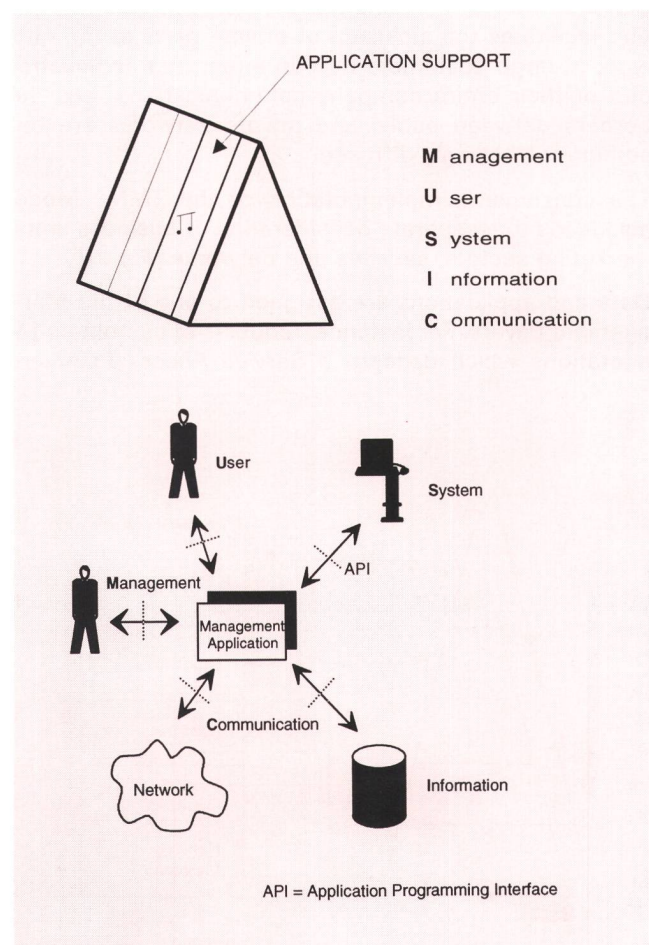 APPLICATION SUPPORT
M anagement
U ser
S ystem
I nformation
C ommunication
User
System
API
Management
Management
Application
Communication
Network
Information
API = Application Programming Interface